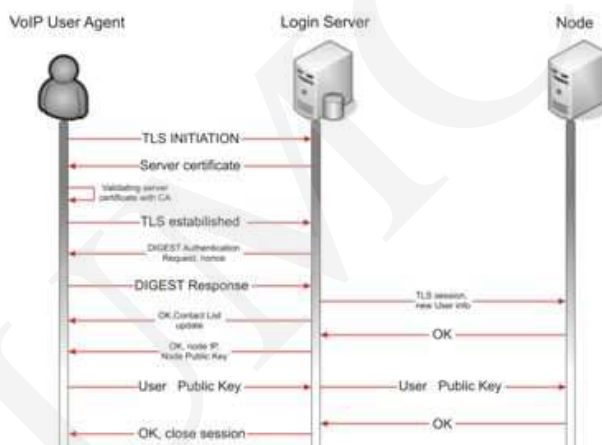 VoIP User Agent
Login Server
Node
TLS INITIATION
Server certificate
Validating server
certificate with CA
TLS estabilished
DIGEST Authentication
Request, nonce
DIGEST Response
TLS session,
new User info
OK,Contact List
update
OK
OK, node IP,
Node Public Key
User Public Key
User Public Key
OK
OK, close session